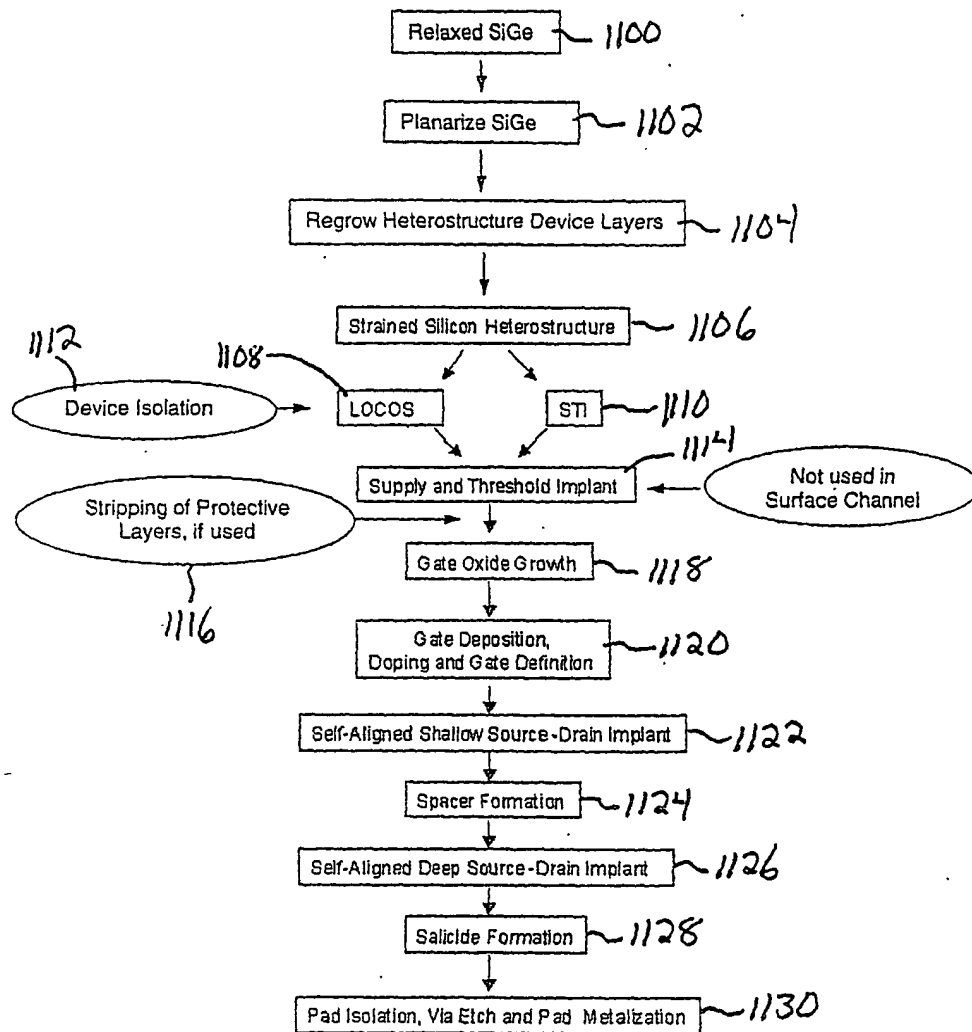 Relaxed SiGe 1100
Planarize SiGe 1102
Regrow Heterostructure Device Layers 1104
Strained Silicon Heterostructure 1106
1112
1108
Device Isolation
LOCOS
STI 1110
1114
Supply and Threshold Implant
Not used in
Surface Channel
Stripping of Protective
Layers, if used
1116
Gate Oxide Growth 1118
Gate Deposition,
Doping and Gate Definition
1120
Self-Aligned Shallow Source-Drain Implant 1122
Spacer Formation 1124
Self-Aligned Deep Source-Drain Implant 1126
Salicide Formation 1128
Pad Isolation, Via Etch and Pad Metalization 1130